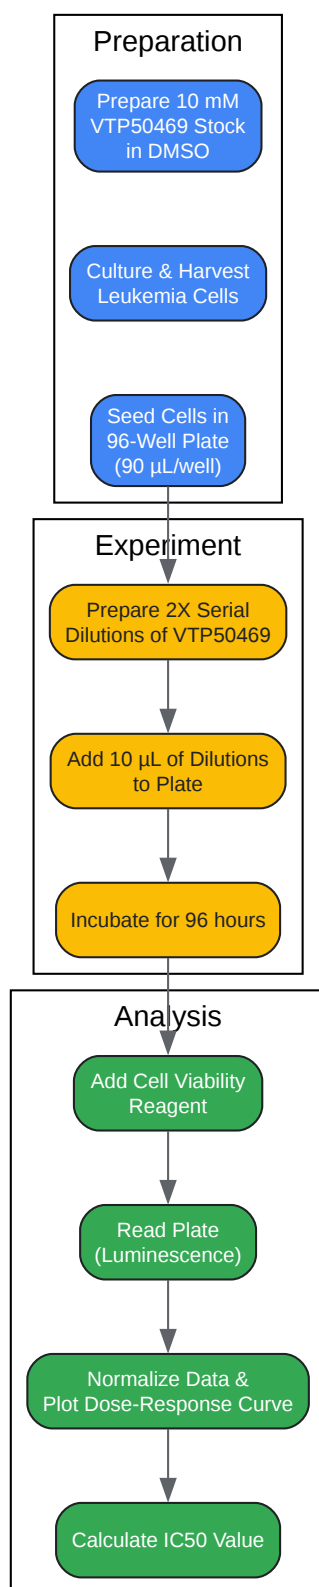 Preparation
Prepare 10 mM
VTP50469 Stock
in DMSO
Culture & Harvest
Leukemia Cells
Seed Cells in
96-Well Plate
(90 µL/well)
Experiment
Prepare 2X Serial
Dilutions of VTP50469
Add 10 µL of Dilutions
to Plate
Incubate for 96 hours
Analysis
Add Cell Viability
Reagent
Read Plate
(Luminescence)
Normalize Data &
Plot Dose-Response Curve
Calculate IC50 Value